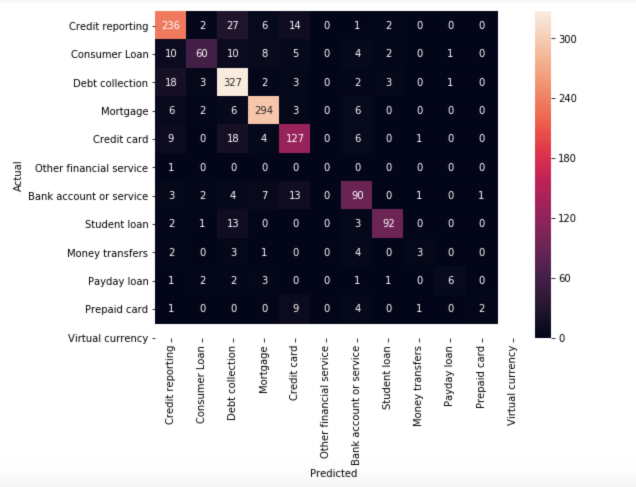 Credit reporting 236 2 27 6 14 0 1 2 0 0 0
Consumer Loan 10 60 10 8 5 0 4 2 0 1 0
Debt collection 18 3 327 2 3 0 2 3 0 1 0
Mortgage 6 2 6 294 3 0 6 0 0 0 0
Credit card 9 0 18 4 127 0 6 0 1 0 0
Other financial service 1 0 0 0 0 0 0 0 0 0 0
Bank account or service 3 2 4 7 13 0 90 0 1 0 1
Student loan 2 1 13 0 0 0 3 92 0 0 0
Money transfers 2 0 3 1 0 0 4 0 3 0 0
Payday loan 1 2 2 3 0 0 1 1 0 6 0
Prepaid card 1 0 0 0 9 0 4 0 1 0 2
Virtual currency
Actual
Credit reporting
Consumer Loan
Debt collection
Mortgage
Credit card
Other financial service
Bank account or service
Student loan
Money transfers
Payday loan
Prepaid card
Virtual currency
Predicted
300
240
180
120
60
0